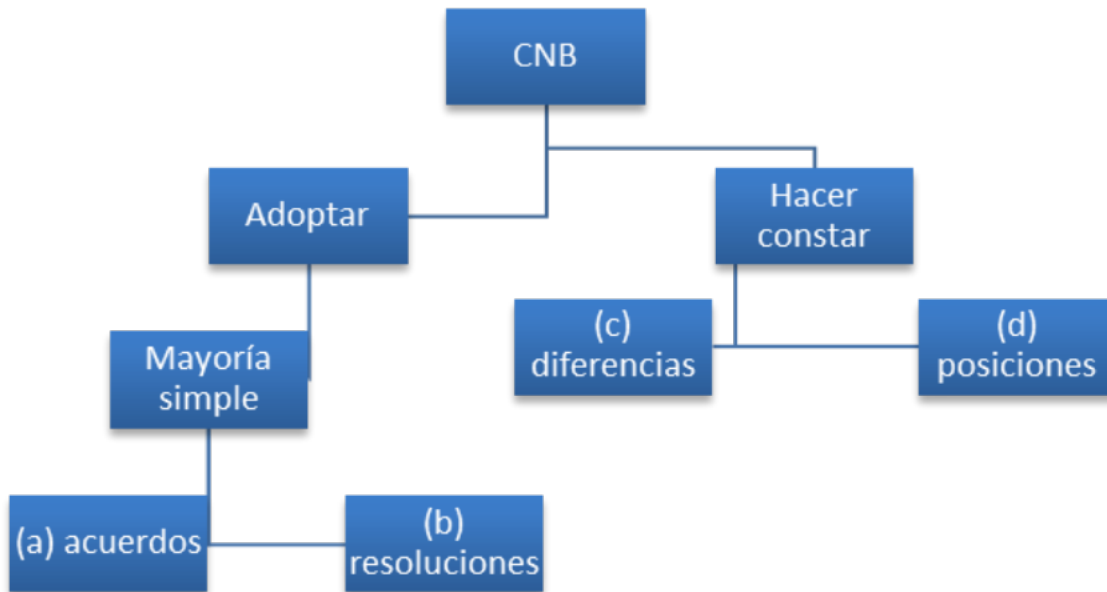 CNB
Adoptar
Hacer
constar
(c)
diferencias
(d)
posiciones
Mayoría
simple
(a) acuerdos
(b)
resoluciones